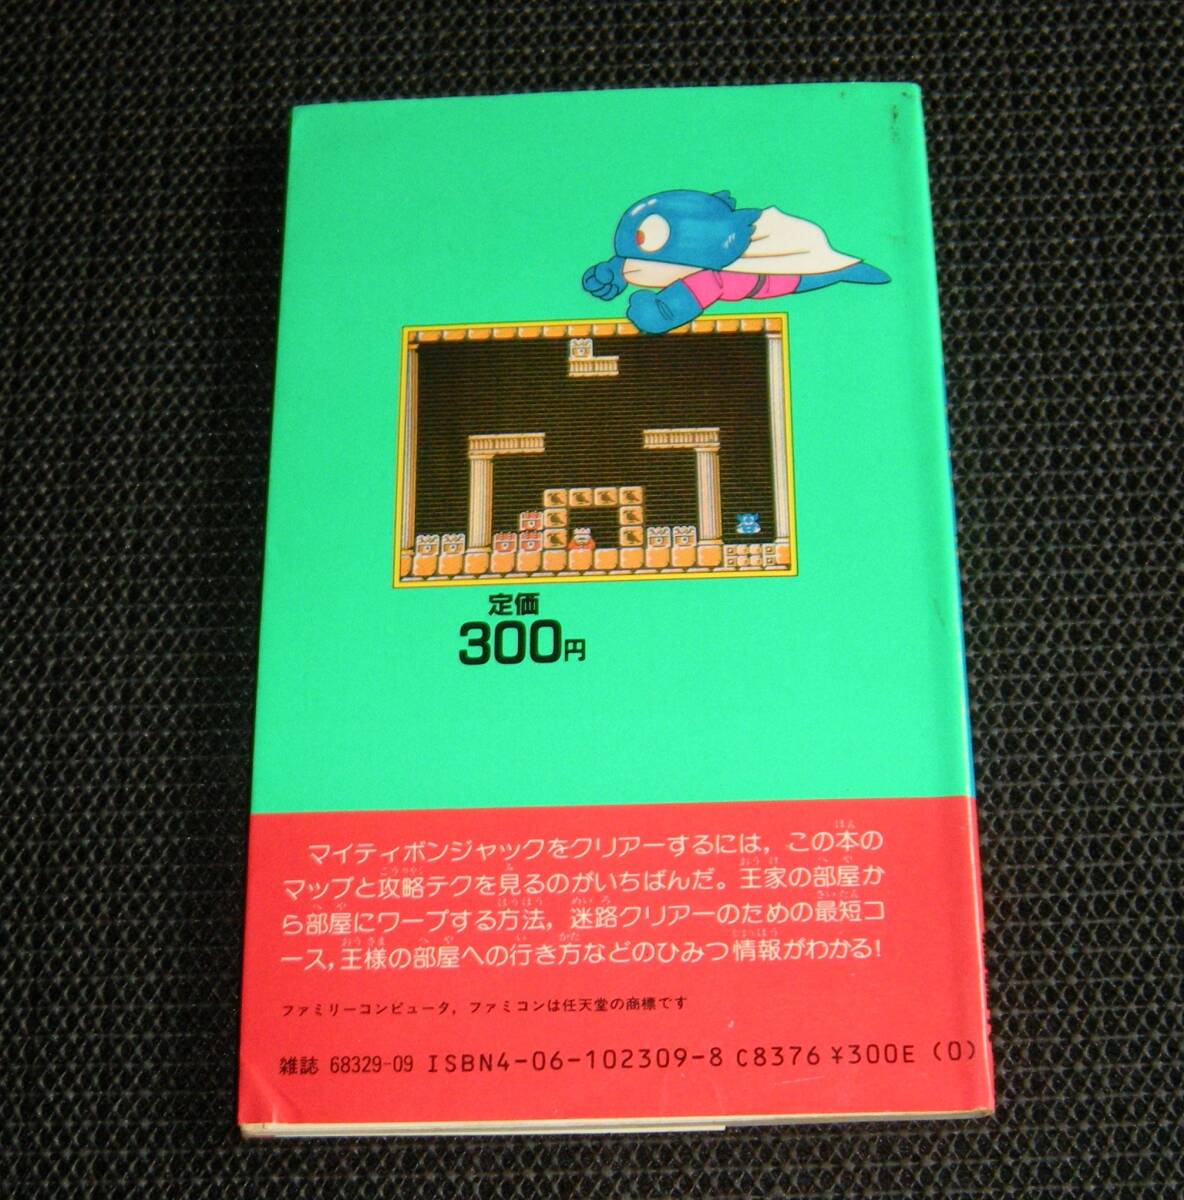 定価
300円
マイティボンジャックをクリアーするには，この本の
マップと攻略テクを見るのがいちばんだ。王家の部屋か
ら部屋にワープする方法，迷路クリアーのための最短コ
ース，王様の部屋への行き方などのひみつ情報がわかる！
ファミリーコンピュータ，ファミコンは任天堂の商標です
雑誌 68329-09 ISBN4-06-102309-8 C8376 ¥300E (0)